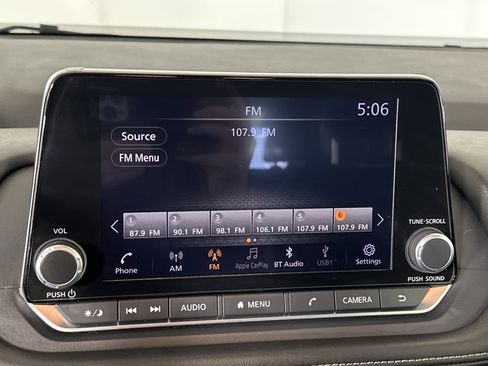 FM
5:06
Source
107.9 FM
FM Menu
1 2 3 4 5 6
87.9 FM 90.1 FM 98.1 FM 106.1 FM 107.9 FM 107.9 FM
VOL
TUNE·SCROLL
Phone AM FM Apple CarPlay BT Audio USB1 Settings
PUSH
PUSH SOUND
AUDIO MENU CAMERA